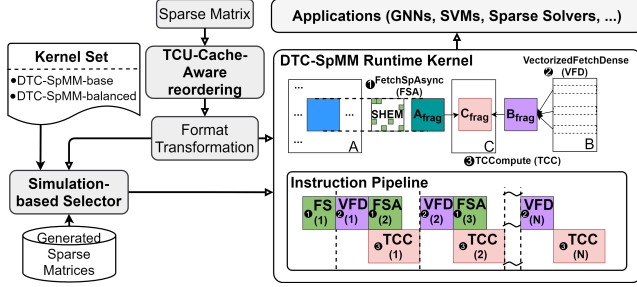 Sparse Matrix
Applications (GNNs, SVMs, Sparse Solvers, ...)
Kernel Set
●DTC-SpMM-base
●DTC-SpMM-balanced
TCU-Cache-
Aware
reordering
Format
Transformation
Simulation-
based Selector
Generated
Sparse
Matrices
DTC-SpMM Runtime Kernel
❶FetchSpAsync
(FSA)
VectorizedFetchDense
❷ (VFD)
...
... ... SHEM Afrag Cfrag Bfrag
...
A C B
❸TCCompute (TCC)
Instruction Pipeline
❶FS ❷VFD ❶FSA ❷VFD ❶FSA ❷VFD
(1) (1) (2) (2) (3) (N)
❸TCC ❸TCC ❸TCC
(1) (2) (N)